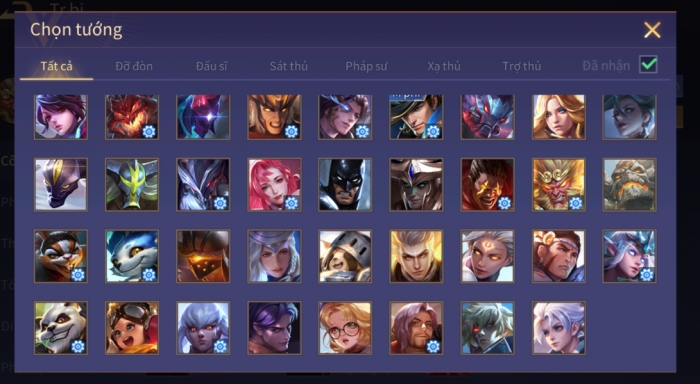 Chọn tướng
Tất cả Đỡ đòn Đấu sĩ Sát thủ Pháp sư Xạ thủ Trợ thủ Đã nhận